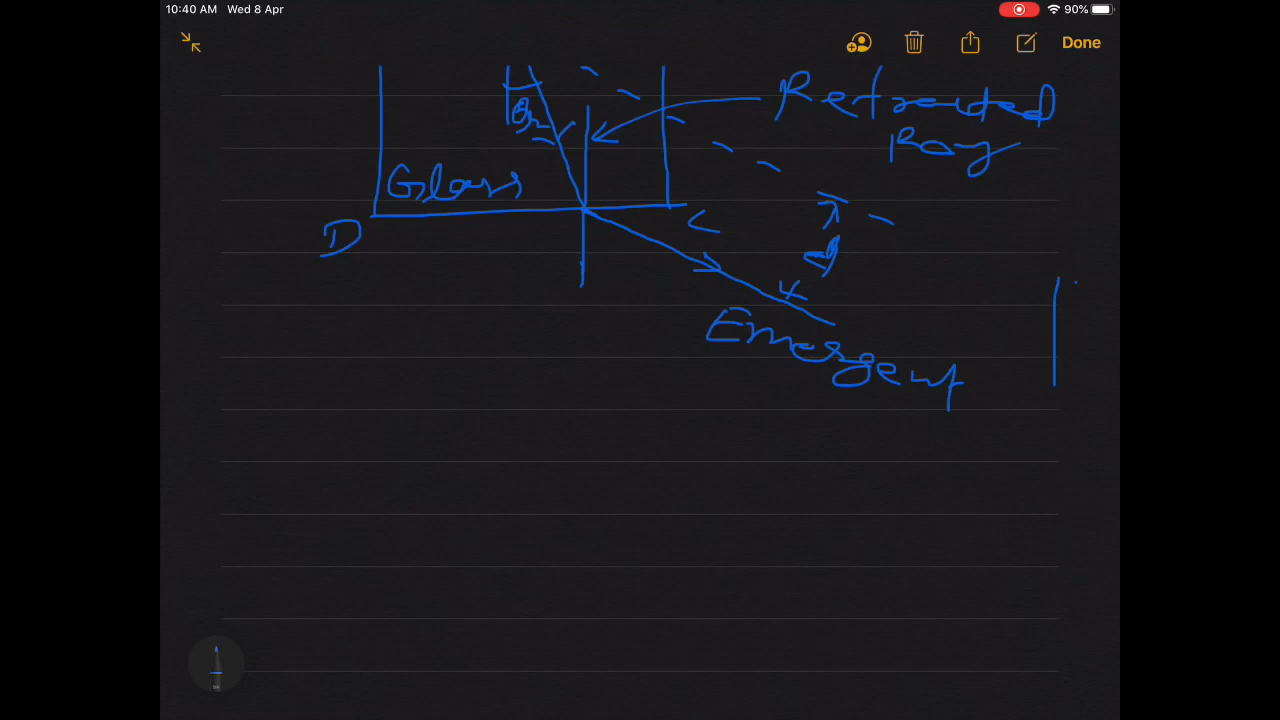 10:40 AM Wed 8 Apr
90%
Done
Refracted
Ray
Glass
D
d
Emergent